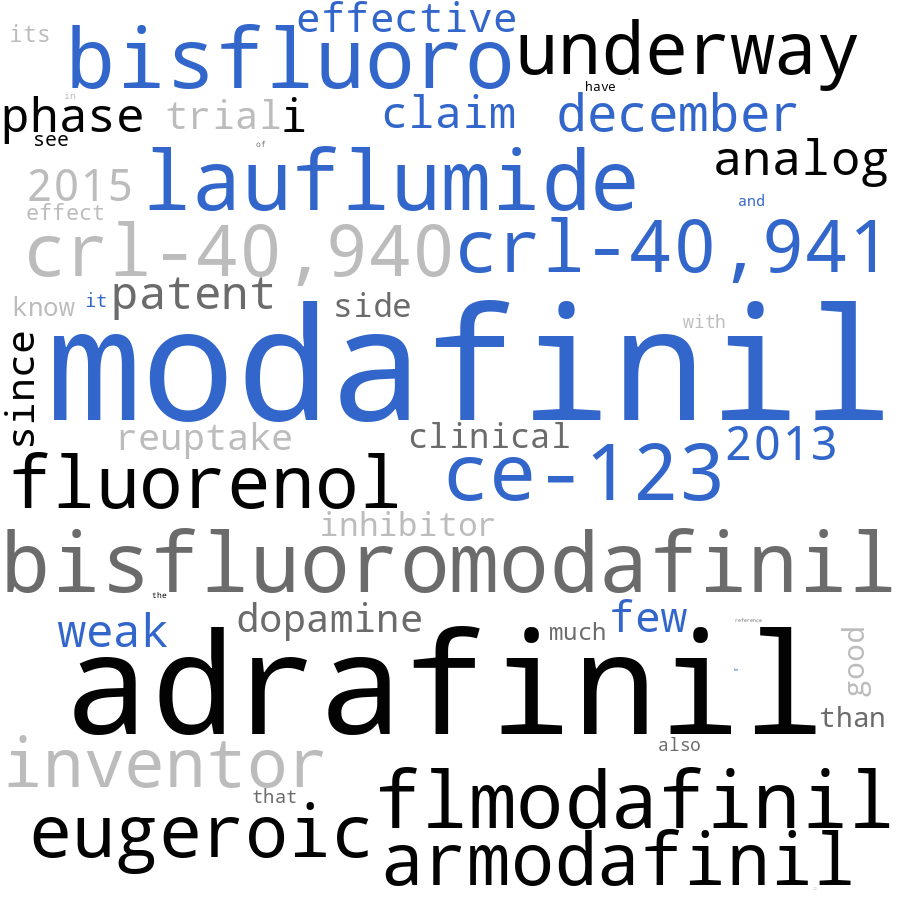 its effective
bisfluoro underway
in have
phase trial i claim december
see of analog
2015 lauflumide
effect and
crl-40,940 crl-40,941
know it patent side with
since modafinil
reuptake clinical 2013
fluorenol ce-123
inhibitor
bisfluoromodafinil
the
weak dopamine much few reference
adrafinil good
than
inventor also
that flmodafinil
eugeroic armodafinil